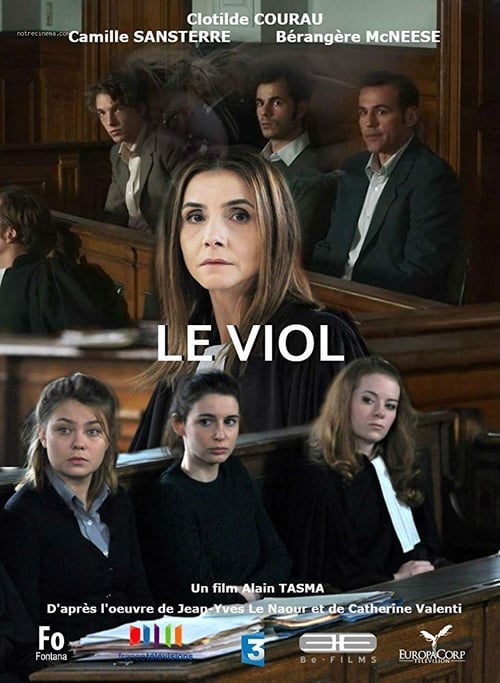 Clotilde COURAU
notrecinema.com
Camille SANSTERRE Bérangère McNEESE
LE VIOL
Un film Alain TASMA
D'après l'oeuvre de Jean-Yves Le Naour et de Catherine Valenti
Fo
Fontana
francetélévisions
3
Be-FILMS
EUROPACORP
TELEVISION